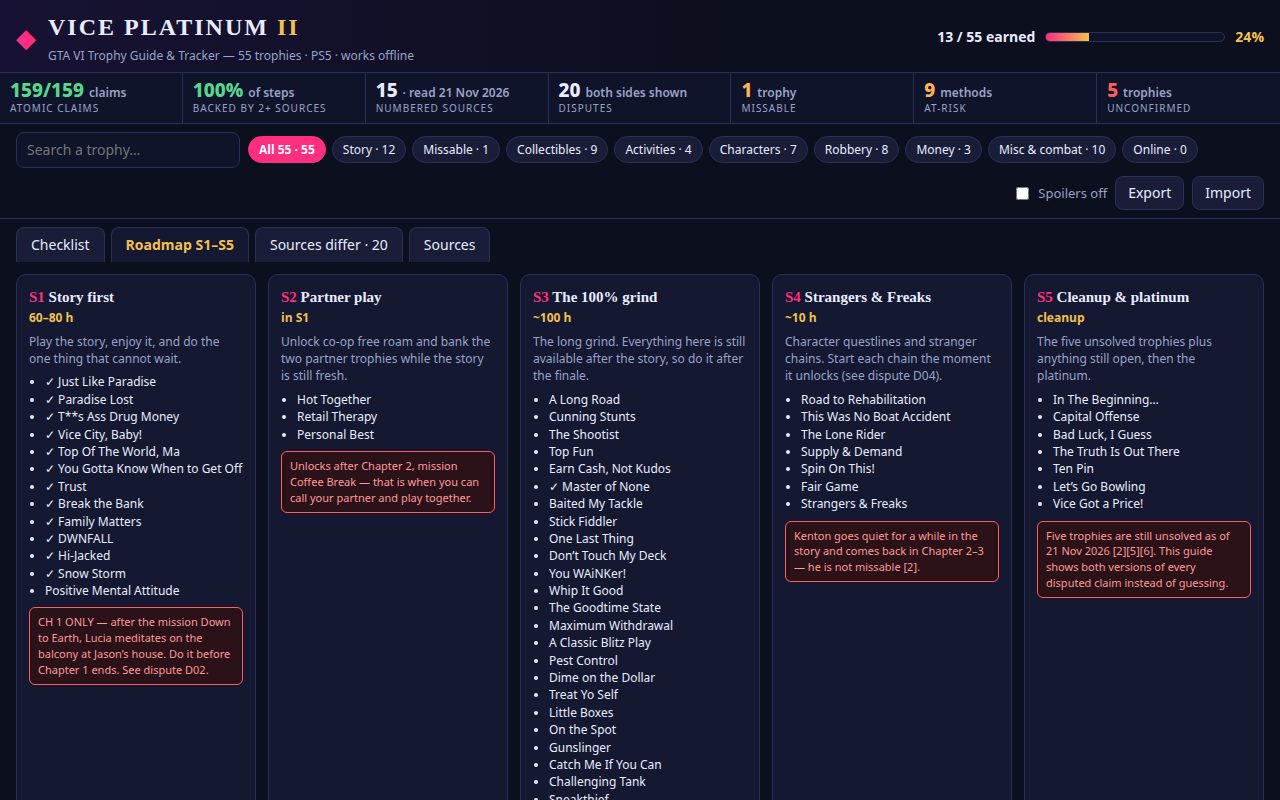 VICE PLATINUM II
GTA VI Trophy Guide & Tracker — 55 trophies · PS5 · works offline
13 / 55 earned 24%
159/159 claims
ATOMIC CLAIMS
100% of steps
BACKED BY 2+ SOURCES
15 · read 21 Nov 2026
NUMBERED SOURCES
20 both sides shown
DISPUTES
1 trophy
MISSABLE
9 methods
AT-RISK
5 trophies
UNCONFIRMED
Search a trophy...
All 55 · 55
Story · 12
Missable · 1
Collectibles · 9
Activities · 4
Characters · 7
Robbery · 8
Money · 3
Misc & combat · 10
Online · 0
Spoilers off
Export
Import
Checklist
Roadmap S1–S5
Sources differ · 20
Sources
S1 Story first
60–80 h
Play the story, enjoy it, and do the
one thing that cannot wait.
• ✓ Just Like Paradise
• ✓ Paradise Lost
• ✓ T**s Ass Drug Money
• ✓ Vice City, Baby!
• ✓ Top Of The World, Ma
• ✓ You Gotta Know When to Get Off
• ✓ Trust
• ✓ Break the Bank
• ✓ Family Matters
• ✓ DWNFALL
• ✓ Hi-Jacked
• ✓ Snow Storm
• Positive Mental Attitude
CH 1 ONLY — after the mission Down
to Earth, Lucia meditates on the
balcony at Jason's house. Do it before
Chapter 1 ends. See dispute D02.
S2 Partner play
in S1
Unlock co-op free roam and bank the
two partner trophies while the story
is still fresh.
• Hot Together
• Retail Therapy
• Personal Best
Unlocks after Chapter 2, mission
Coffee Break — that is when you can
call your partner and play together.
S3 The 100% grind
~100 h
The long grind. Everything here is still
available after the story, so do it after
the finale.
• A Long Road
• Cunning Stunts
• The Shootist
• Top Fun
• Earn Cash, Not Kudos
• ✓ Master of None
• Baited My Tackle
• Stick Fiddler
• One Last Thing
• Don't Touch My Deck
• You WAiNKer!
• Whip It Good
• The Goodtime State
• Maximum Withdrawal
• A Classic Blitz Play
• Pest Control
• Dime on the Dollar
• Treat Yo Self
• Little Boxes
• On the Spot
• Gunslinger
• Catch Me If You Can
• Challenging Tank
S4 Strangers & Freaks
~10 h
Character questlines and stranger
chains. Start each chain the moment
it unlocks (see dispute D04).
• Road to Rehabilitation
• This Was No Boat Accident
• The Lone Rider
• Supply & Demand
• Spin On This!
• Fair Game
• Strangers & Freaks
Kenton goes quiet for a while in the
story and comes back in Chapter 2–3
— he is not missable [2].
S5 Cleanup & platinum
cleanup
The five unsolved trophies plus
anything still open, then the
platinum.
• In The Beginning...
• Capital Offense
• Bad Luck, I Guess
• The Truth Is Out There
• Ten Pin
• Let's Go Bowling
• Vice Got a Price!
Five trophies are still unsolved as of
21 Nov 2026 [2][5][6]. This guide
shows both versions of every
disputed claim instead of guessing.